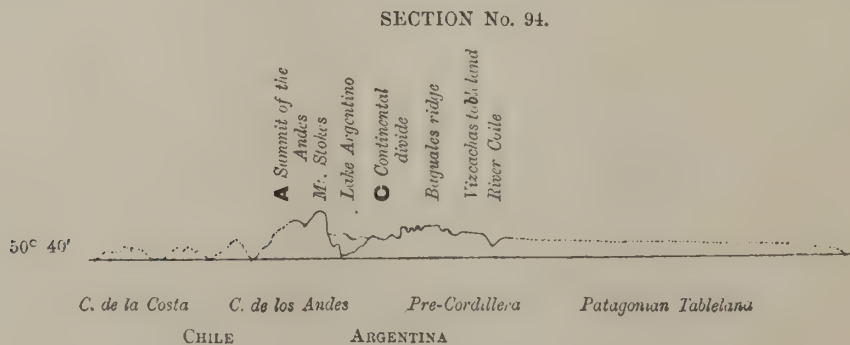 SECTION No. 94.
A Summit of the
Andes
Mt. Stokes
Lake Argentino
C Continental
divide
Baguales ridge
Vizcachas table land
River Coile
50° 40'
C. de la Costa C. de los Andes Pre-Cordillera Patagonian Tableland
CHILE ARGENTINA